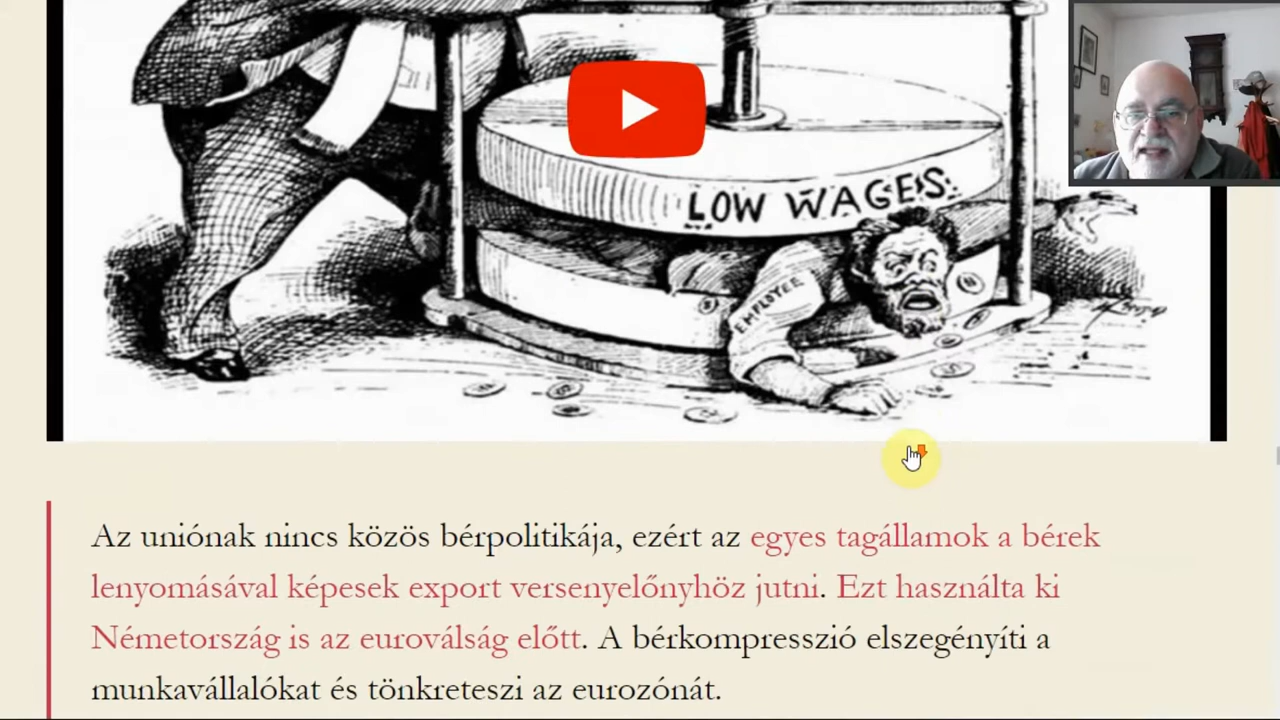 LOW WAGES
EMPLOYEE
Az uniónak nincs közös bérpolitikája, ezért az egyes tagállamok a bérek
lenyomásával képesek export versenyelőnyhöz jutni. Ezt használta ki
Németország is az euroválság előtt. A bérkompresszió elszegényíti a
munkavállalókat és tönkreteszi az eurozónát.